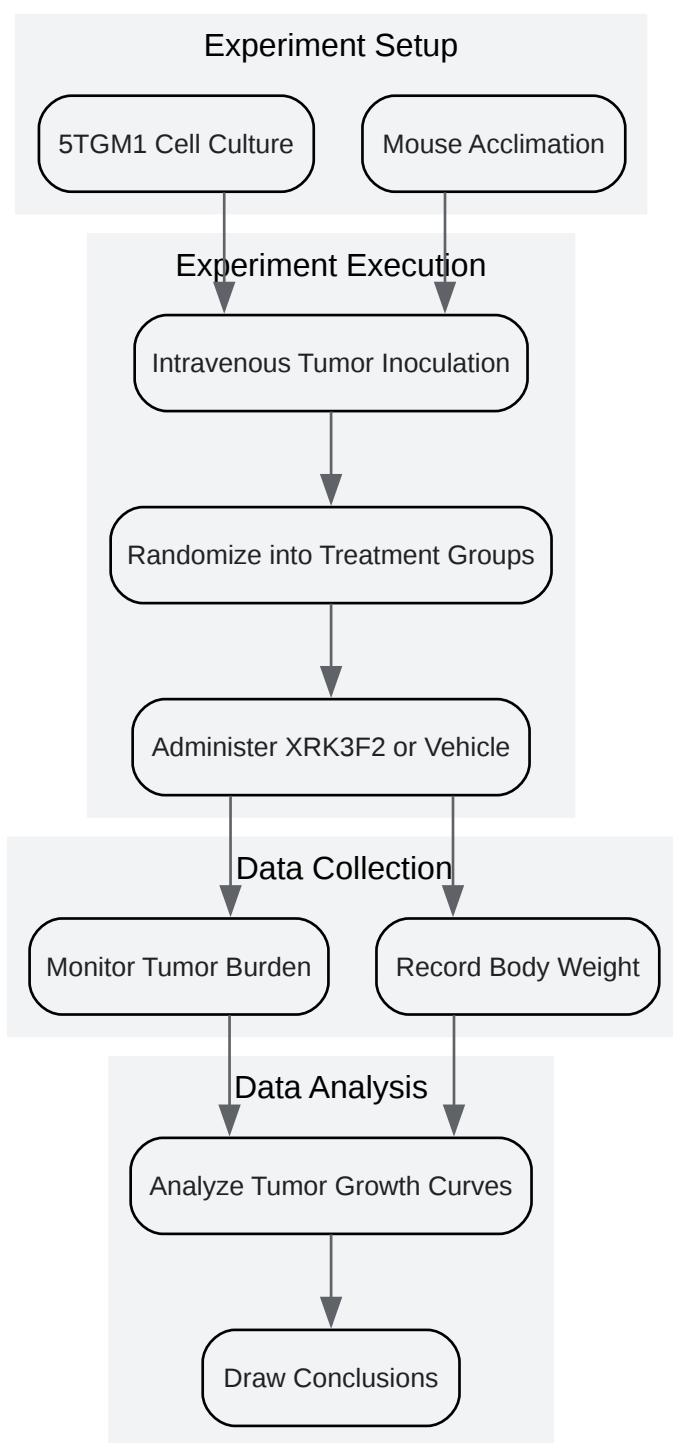 Experiment Setup
5TGM1 Cell Culture
Mouse Acclimation
Experiment Execution
Intravenous Tumor Inoculation
Randomize into Treatment Groups
Administer XRK3F2 or Vehicle
Data Collection
Monitor Tumor Burden
Record Body Weight
Data Analysis
Analyze Tumor Growth Curves
Draw Conclusions